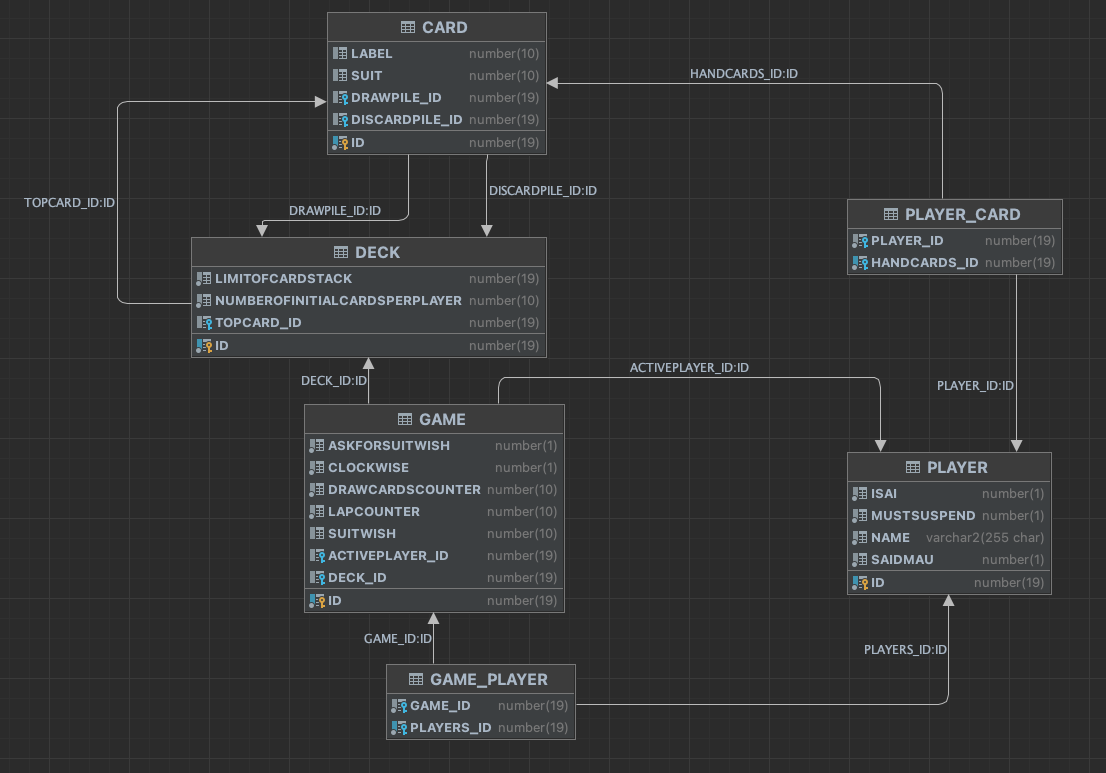 CARD
LABEL number(10)
SUIT number(10)
DRAWPILE_ID number(19)
DISCARDPILE_ID number(19)
ID number(19)
HANDCARDS_ID:ID
TOPCARD_ID:ID
DRAWPILE_ID:ID
DISCARDPILE_ID:ID
PLAYER_CARD
PLAYER_ID number(19)
HANDCARDS_ID number(19)
DECK
LIMITOFCARDSTACK number(19)
NUMBEROFINITIALCARDSPERPLAYER number(10)
TOPCARD_ID number(19)
ID number(19)
DECK_ID:ID
ACTIVEPLAYER_ID:ID
PLAYER_ID:ID
GAME
ASKFORSUITWISH number(1)
CLOCKWISE number(1)
DRAWCARDSCOUNTER number(10)
LAPCOUNTER number(10)
SUITWISH number(10)
ACTIVEPLAYER_ID number(19)
DECK_ID number(19)
ID number(19)
PLAYER
ISAI number(1)
MUSTSUSPEND number(1)
NAME varchar2(255 char)
SAIDMAU number(1)
ID number(19)
GAME_ID:ID
PLAYERS_ID:ID
GAME_PLAYER
GAME_ID number(19)
PLAYERS_ID number(19)